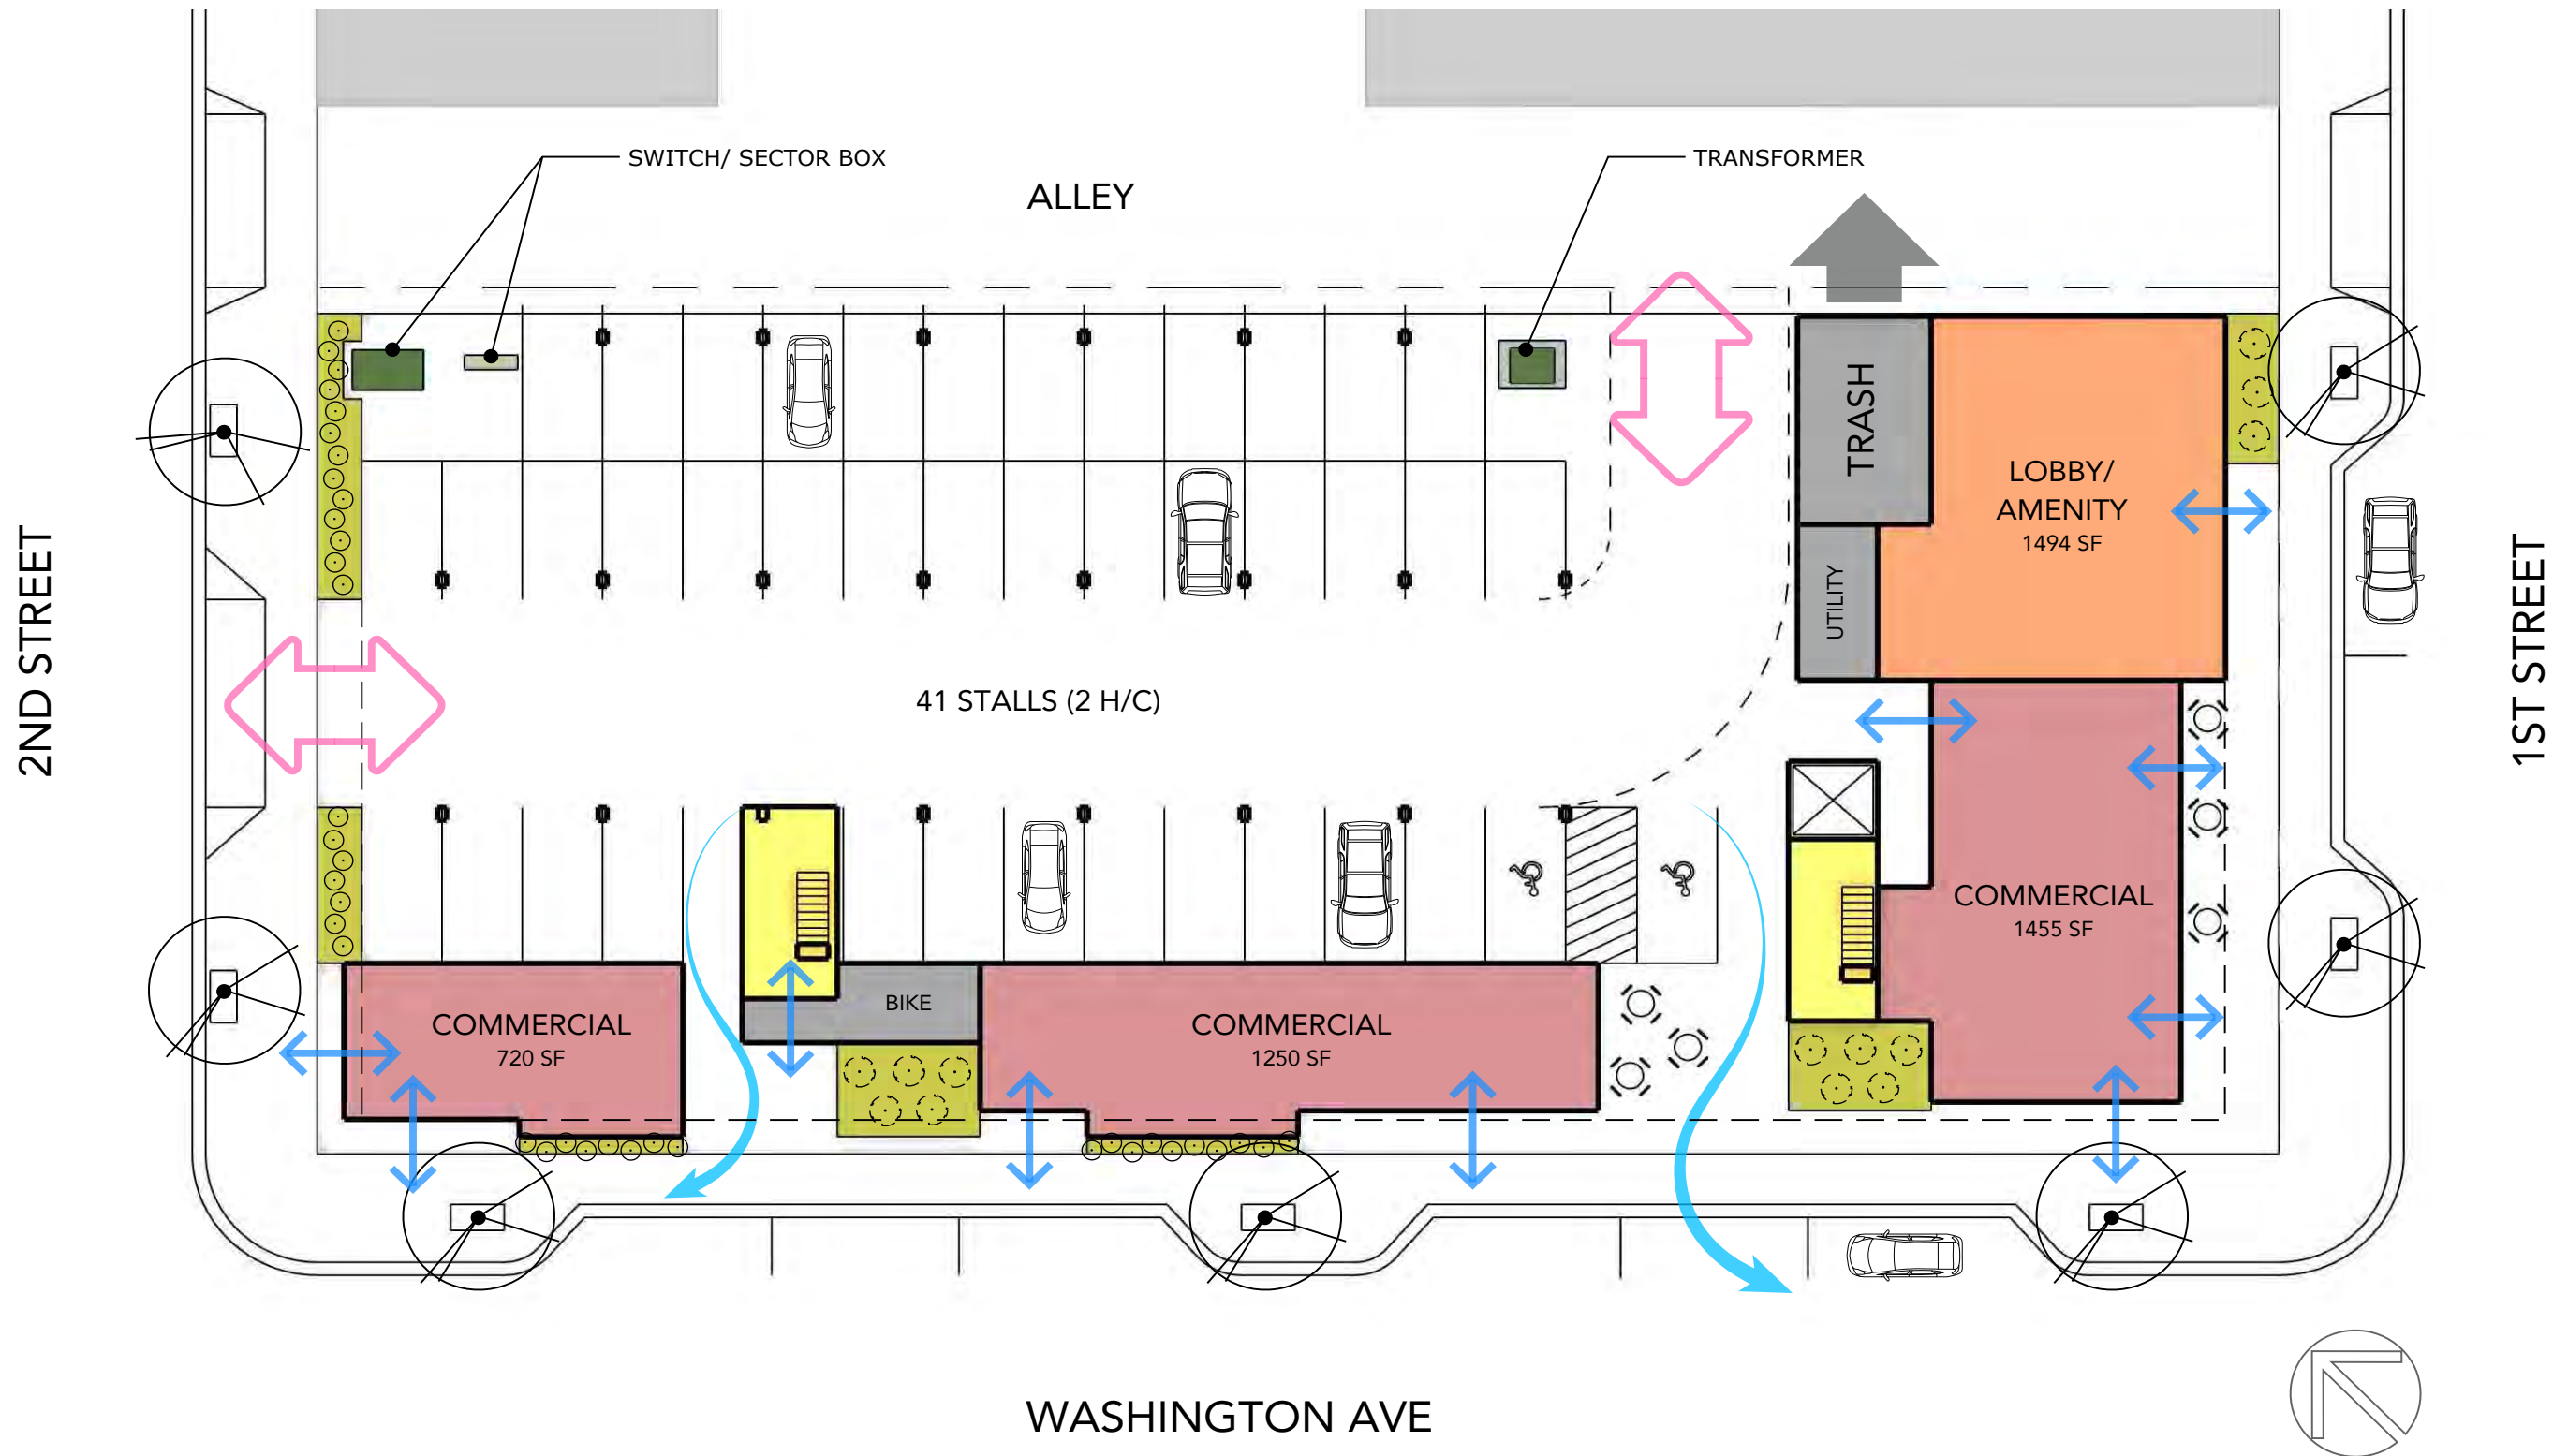 SWITCH/ SECTOR BOX
TRANSFORMER
ALLEY
TRASH
LOBBY/
AMENITY
1494 SF
UTILITY
2ND STREET
1ST STREET
41 STALLS (2 H/C)
COMMERCIAL
1455 SF
BIKE
COMMERCIAL
720 SF
COMMERCIAL
1250 SF
WASHINGTON AVE